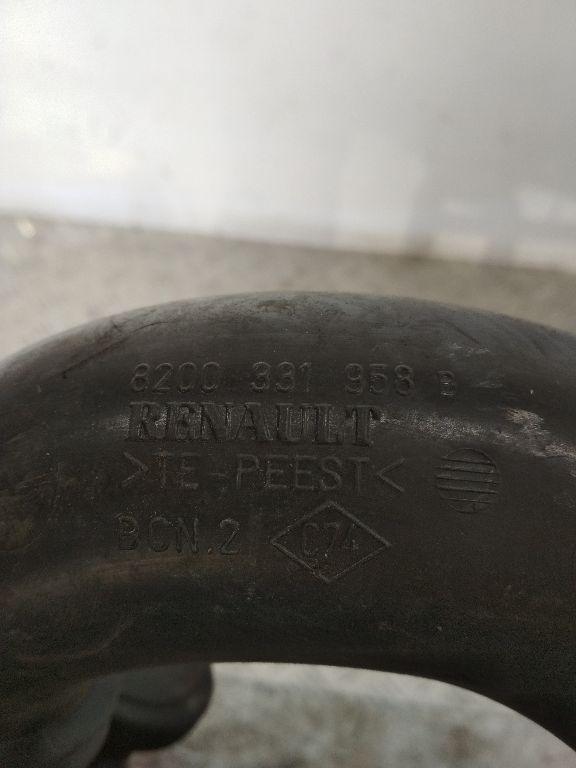 8200 331 958 B
RENAULT
>TE-PEEST<
BCN.2 C74